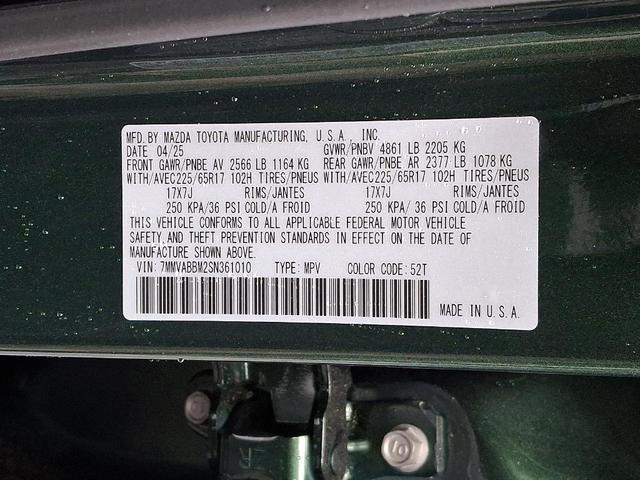 MFD. BY MAZDA TOYOTA MANUFACTURING, U.S.A., INC.
DATE 04/25 GVWR/PNBV 4861 LB 2205 KG
FRONT GAWR/PNBE AV 2566 LB 1164 KG REAR GAWR/PNBE AR 2377 LB 1078 KG
WITH/AVEC225/65R17 102H TIRES/PNEUS WITH/AVEC225/65R17 102H TIRES/PNEUS
17X7J RIMS/JANTES 17X7J RIMS/JANTES
250 KPA/36 PSI COLD/A FROID 250 KPA/36 PSI COLD/A FROID
THIS VEHICLE CONFORMS TO ALL APPLICABLE FEDERAL MOTOR VEHICLE
SAFETY, AND THEFT PREVENTION STANDARDS IN EFFECT ON THE DATE OF
MANUFACTURE SHOWN ABOVE.
VIN: 7MMVABBM2SN361010 TYPE: MPV COLOR CODE: 52T
MADE IN U.S.A.
10